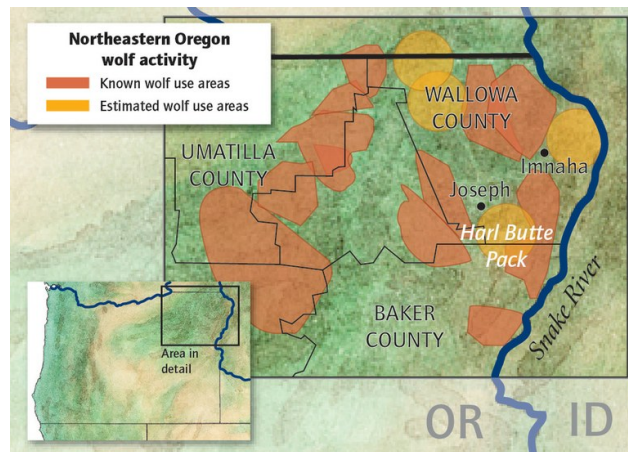 Northeastern Oregon
wolf activity
Known wolf use areas
Estimated wolf use areas
WALLOWA
COUNTY
UMATILLA
COUNTY
Imnaha
Joseph
Harl Butte
Pack
BAKER
COUNTY
Snake River
Area in
detail
OR
ID